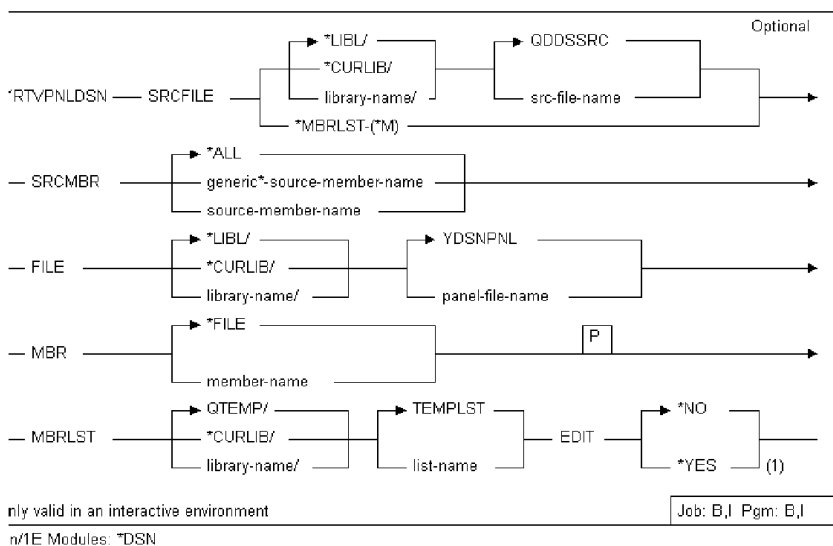 Optional
*LIBL/ QDDSSRC
*CURLIB/
*RTVPNLDSN SRCFILE library-name/ src-file-name
*MBRLST-(*M)
*ALL
SRCMBR generic*-source-member-name
source-member-name
*LIBL/ YDSNPNL
FILE *CURLIB/
library-name/ panel-file-name
*FILE P
MBR
member-name
QTEMP/ TEMPLST *NO
MBRLST *CURLIB/ EDIT
library-name/ list-name *YES (1)
nly valid in an interactive environment Job: B,I Pgm: B,I
n/1E Modules: *DSN